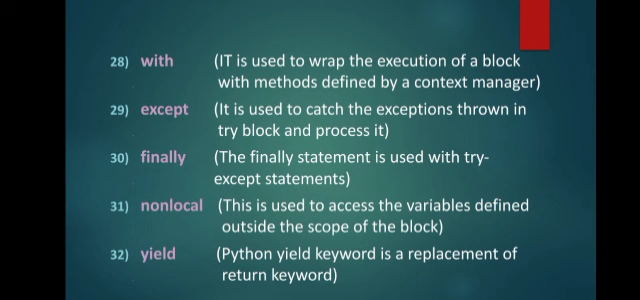 28) with (IT is used to wrap the execution of a block
with methods defined by a context manager)
29) except (It is used to catch the exceptions thrown in
try block and process it)
30) finally (The finally statement is used with try-
except statements)
31) nonlocal (This is used to access the variables defined
outside the scope of the block)
32) yield (Python yield keyword is a replacement of
return keyword)